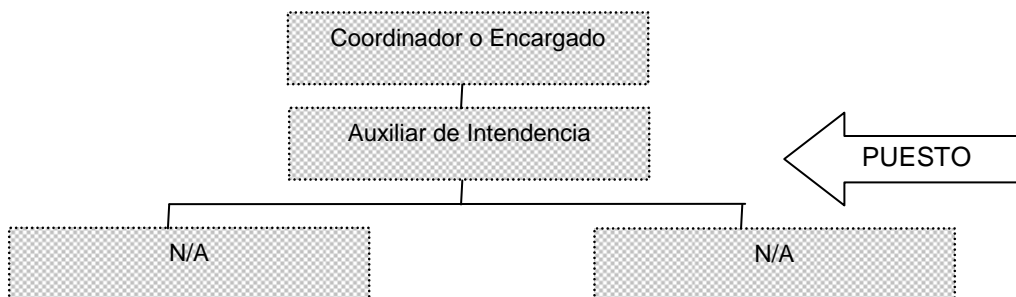 Coordinador o Encargado
Auxiliar de Intendencia
PUESTO
N/A
N/A